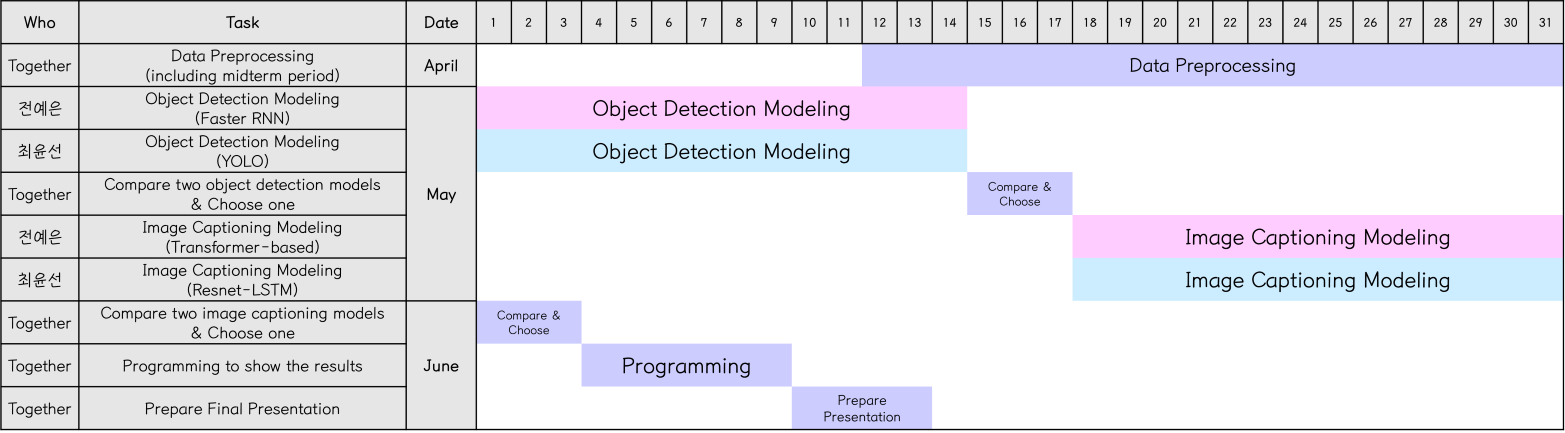 Who Task Date 1 2 3 4 5 6 7 8 9 10 11 12 13 14 15 16 17 18 19 20 21 22 23 24 25 26 27 28 29 30 31
Together Data Preprocessing
(including midterm period) April Data Preprocessing
전예은 Object Detection Modeling
(Faster RNN) Object Detection Modeling
최윤선 Object Detection Modeling
(YOLO) Object Detection Modeling
Together Compare two object detection models
& Choose one May Compare &
Choose
전예은 Image Captioning Modeling
(Transformer-based) Image Captioning Modeling
최윤선 Image Captioning Modeling
(Resnet-LSTM) Image Captioning Modeling
Together Compare two image captioning models
& Choose one Compare &
Choose
Together Programming to show the results June Programming
Together Prepare Final Presentation Prepare
Presentation